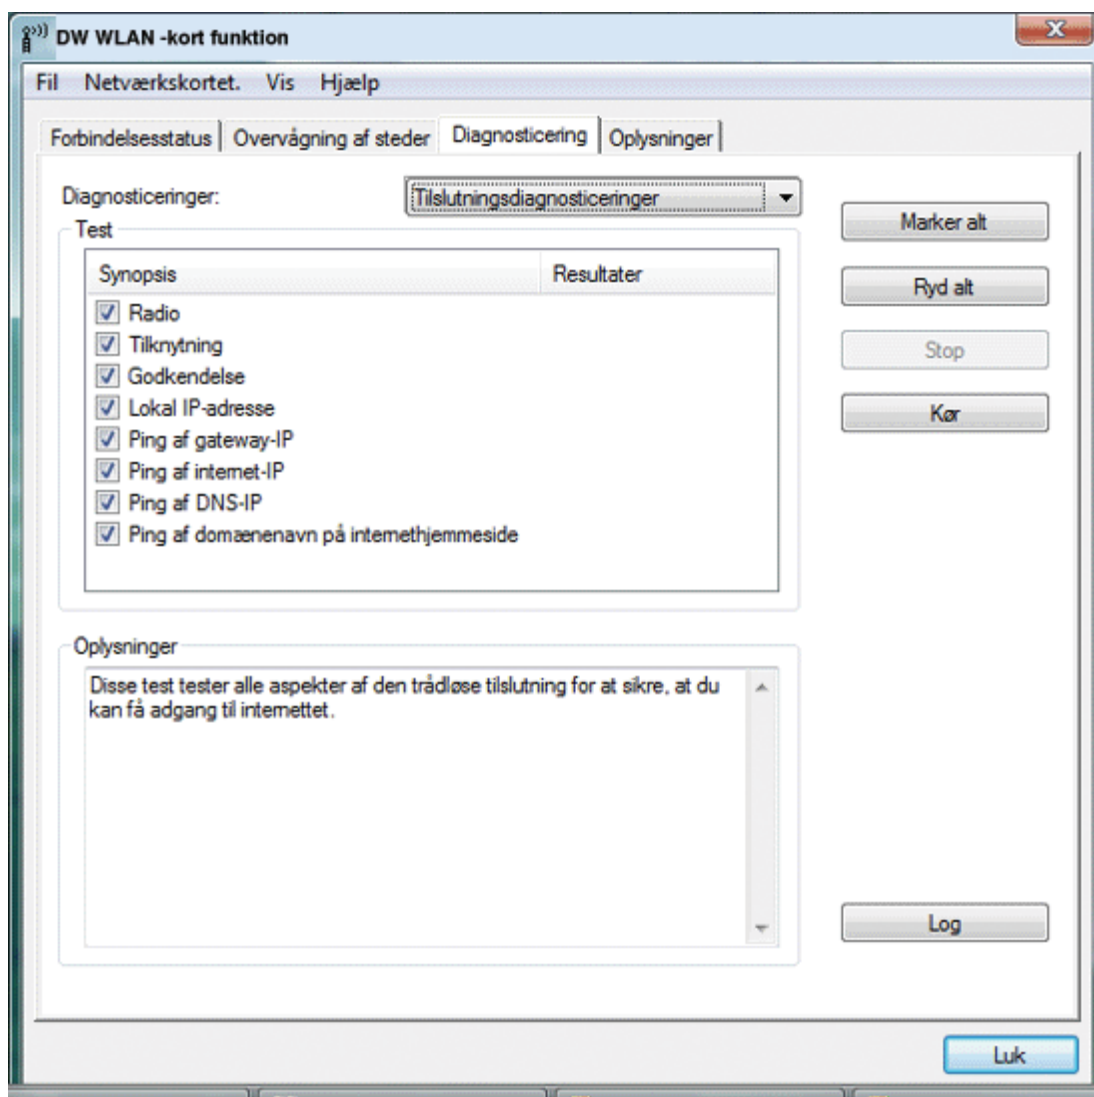 DW WLAN -kort funktion
Fil Netværkskortet. Vis Hjælp
Forbindelsesstatus Overvågning af steder Diagnosticering Oplysninger
Diagnosticeringer: Tilslutningsdiagnosticeringer
Marker alt
Test
Synopsis Resultater
Ryd alt
Radio
Tilknytning
Stop
Godkendelse
Lokal IP-adresse
Kør
Ping af gateway-IP
Ping af internet-IP
Ping af DNS-IP
Ping af domænenavn på internethjemmeside
Oplysninger
Disse test tester alle aspekter af den trådløse tilslutning for at sikre, at du
kan få adgang til internettet.
Log
Luk